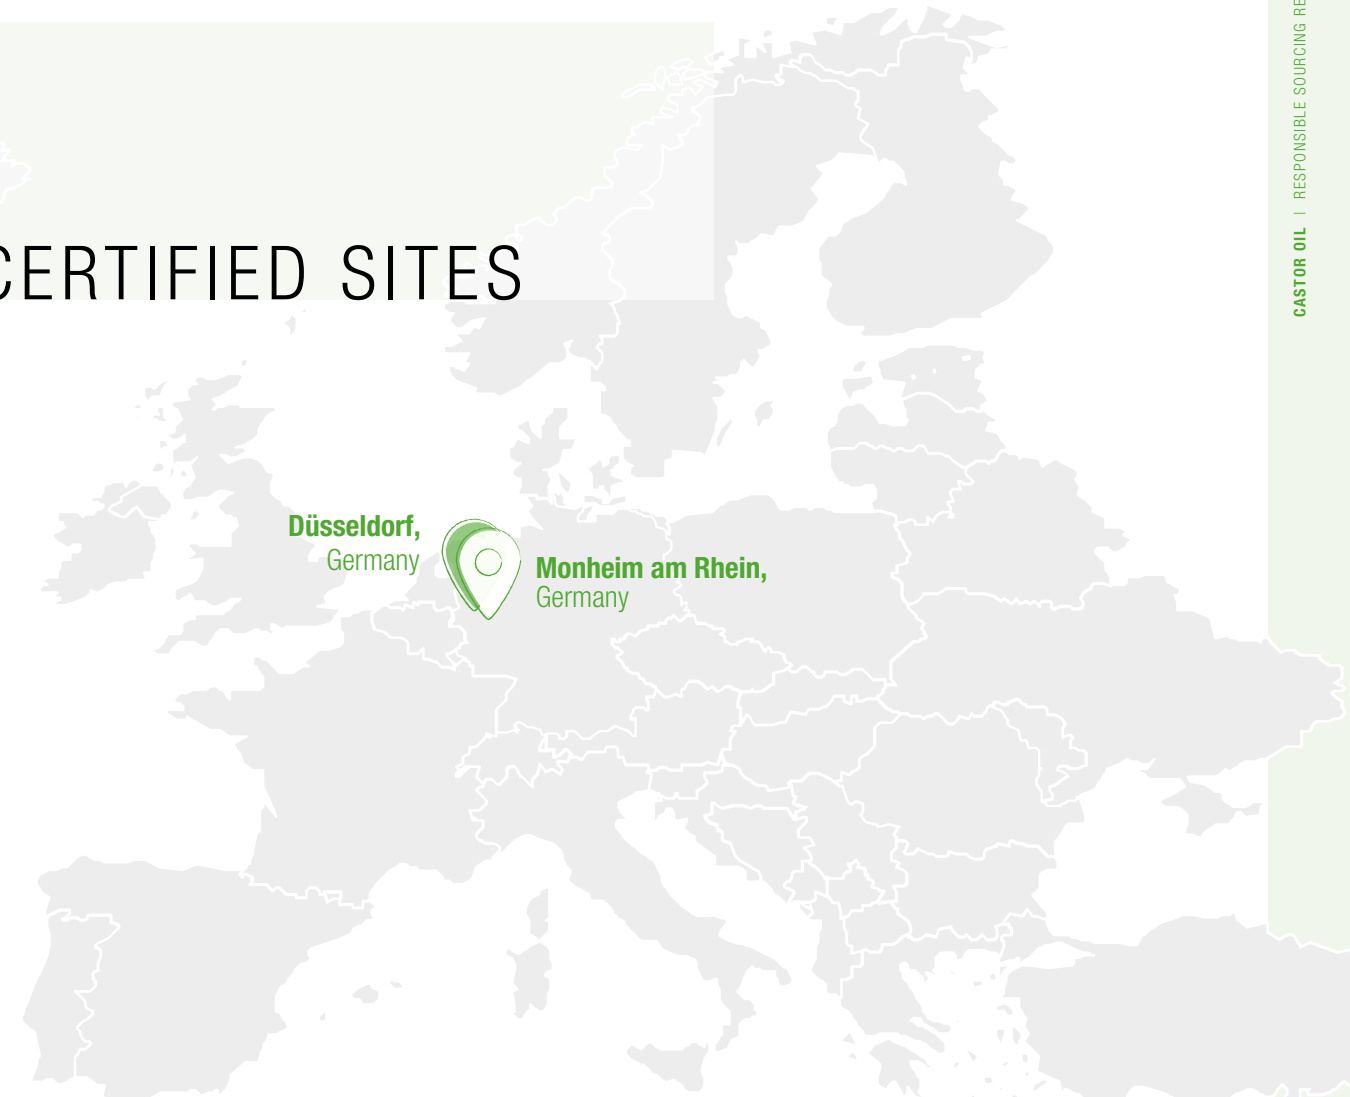 CERTIFIED SITES
Düsseldorf,
Germany
Monheim am Rhein,
Germany
CASTOR OIL | RESPONSIBLE SOURCING RE